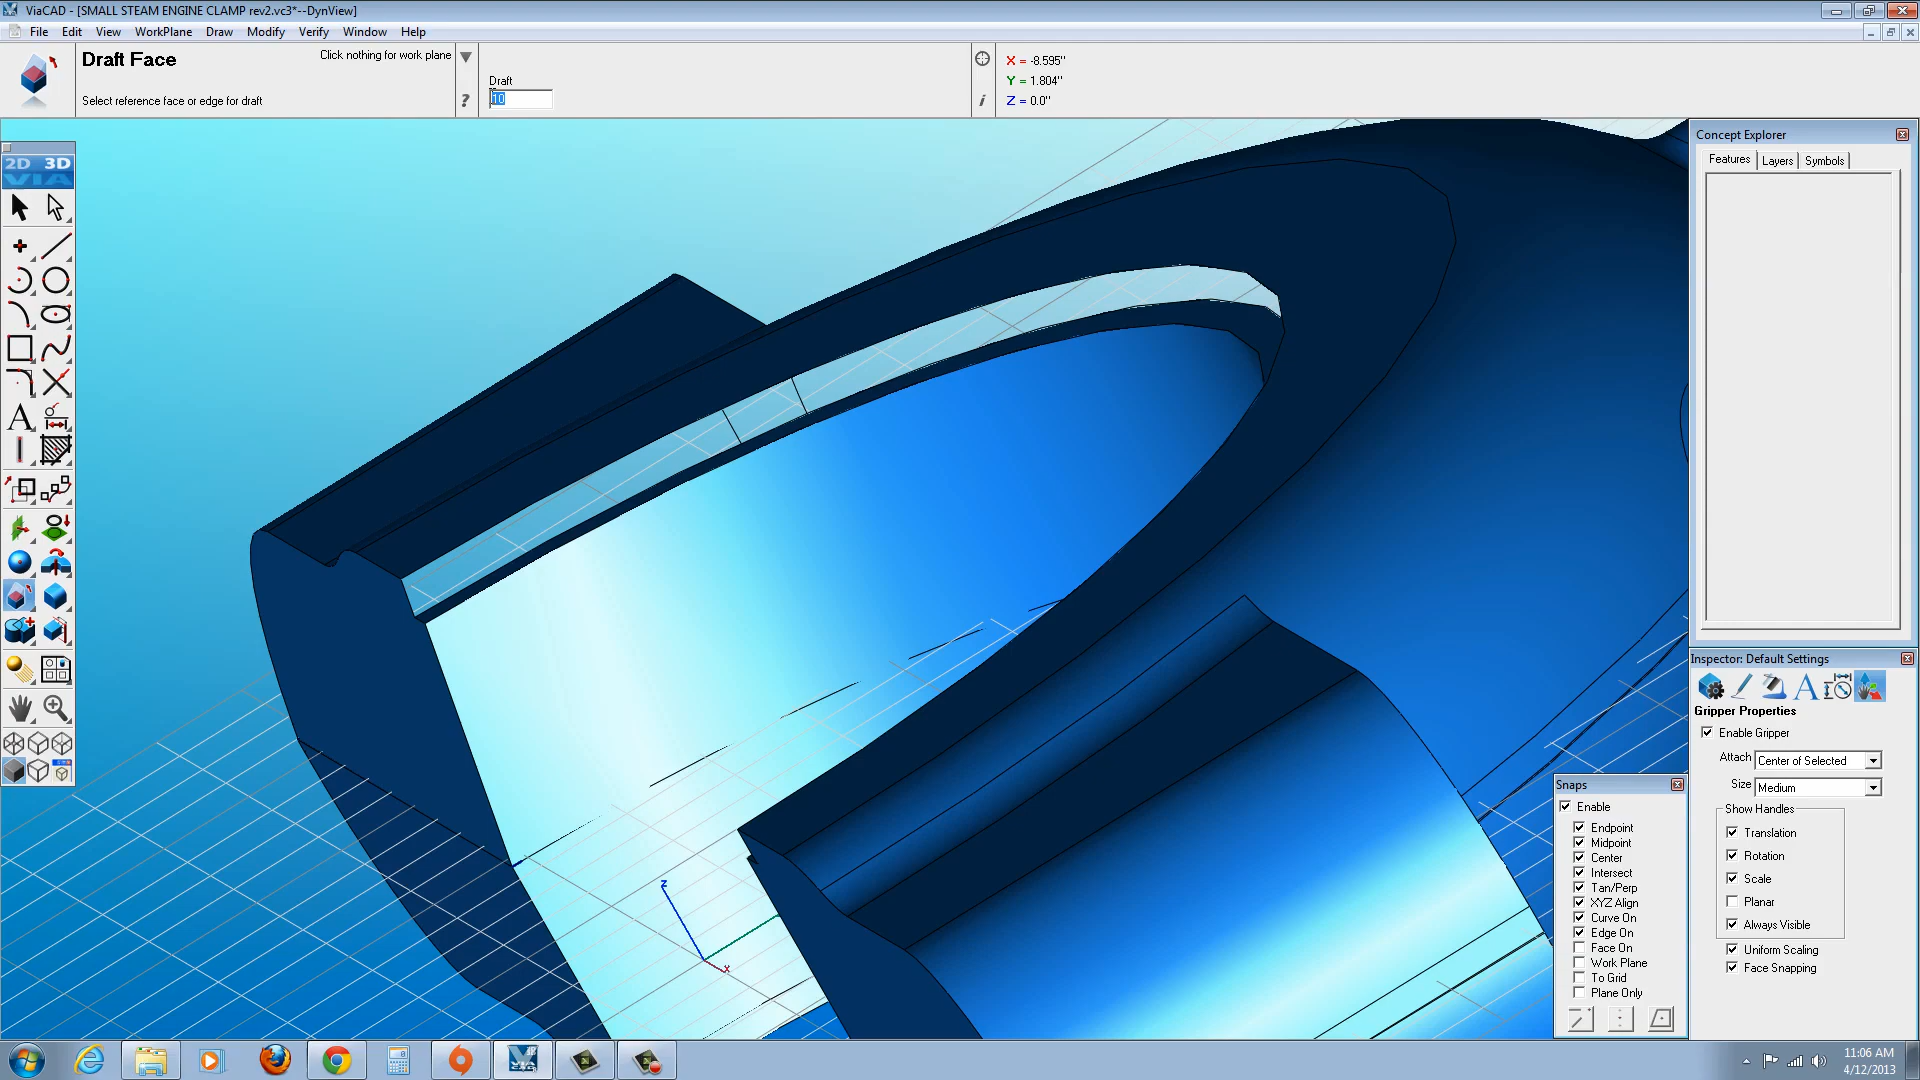 ViaCAD - [SMALL STEAM ENGINE CLAMP rev2.vc3*--DynView]
File Edit View WorkPlane Draw Modify Verify Window Help
Draft Face
Click nothing for work plane
Select reference face or edge for draft
?
Draft
10
i
X = -8.595"
Y = 1.804"
Z = 0.0"
2D 3D
VIA
A
Concept Explorer
Features Layers Symbols
Inspector: Default Settings
A
Gripper Properties
Enable Gripper
Attach Center of Selected
Size Medium
Show Handles
Translation
Rotation
Scale
Planar
Always Visible
Uniform Scaling
Face Snapping
Snaps
Enable
Endpoint
Midpoint
Center
Intersect
Tan/Perp
XYZ Align
Curve On
Edge On
Face On
Work Plane
To Grid
Plane Only
z
x
11:06 AM
4/12/2013